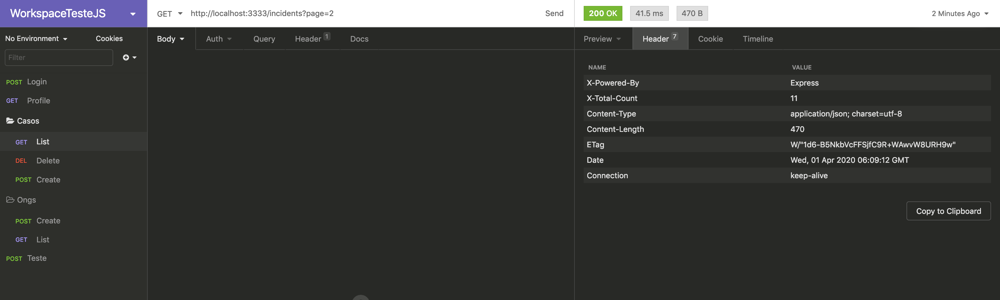 WorkspaceTesteJS
GET http://localhost:3333/incidents?page=2 Send
200 OK 41.5 ms 470 B 2 Minutes Ago
No Environment Cookies
Filter
POST Login
GET Profile
Casos
GET List
DEL Delete
POST Create
Ongs
POST Create
GET List
POST Teste
Body Auth Query Header 1 Docs
Preview Header 7 Cookie Timeline
NAME VALUE
X-Powered-By Express
X-Total-Count 11
Content-Type application/json; charset=utf-8
Content-Length 470
ETag W/"1d6-B5NkbVcFFSjfC9R+WAwvW8URH9w"
Date Wed, 01 Apr 2020 06:09:12 GMT
Connection keep-alive
Copy to Clipboard